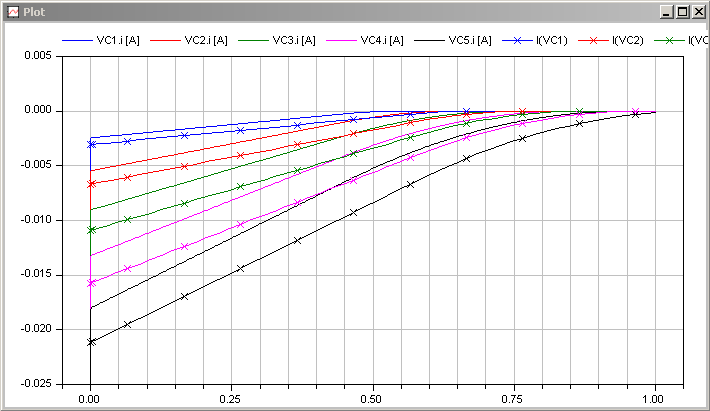 Plot
VC1.i [A] VC2.i [A] VC3.i [A] VC4.i [A] VC5.i [A] I(VC1) I(VC2) I(VC
0.005
0.000
-0.005
-0.010
-0.015
-0.020
-0.025
0.00 0.25 0.50 0.75 1.00